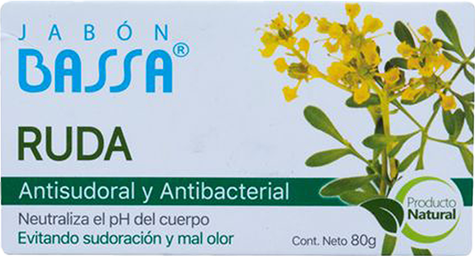 JABÓN
BASSA®
RUDA
Antisudoral y Antibacterial
Neutraliza el pH del cuerpo
Evitando sudoración y mal olor
Cont. Neto 80g
Producto
Natural